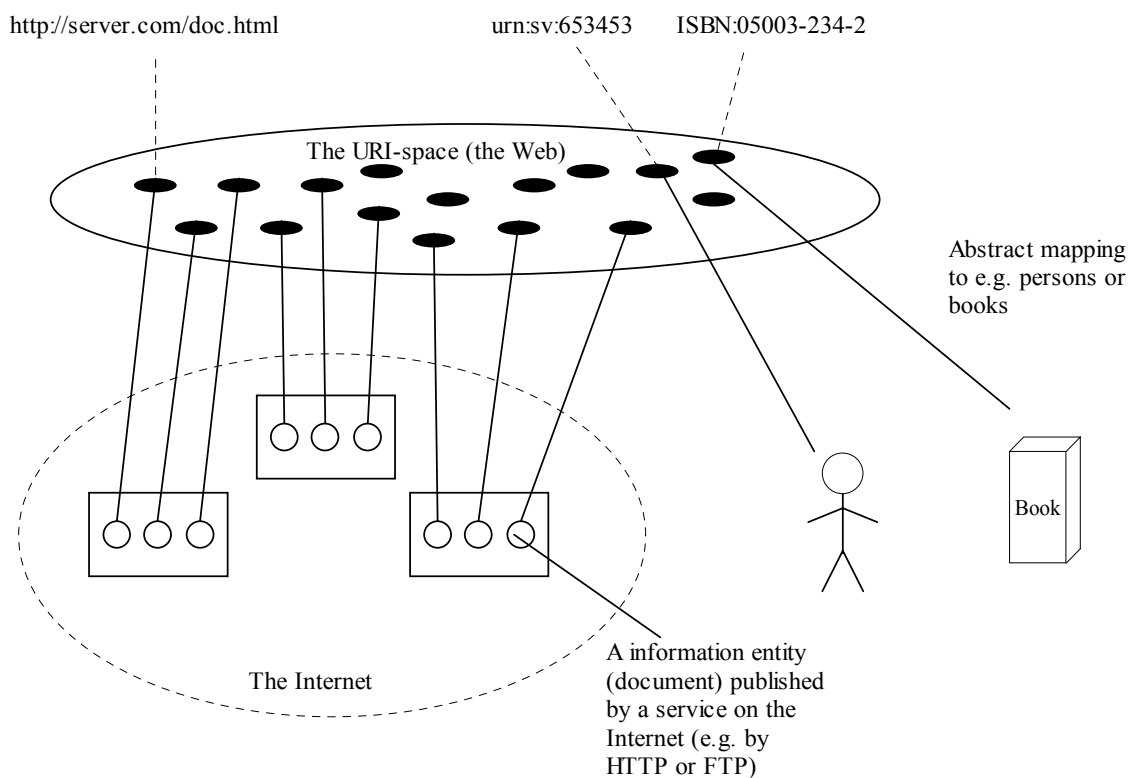 http://server.com/doc.html
urn:sv:653453
ISBN:05003-234-2
The URI-space (the Web)
Abstract mapping
to e.g. persons or
books
Book
The Internet
A information entity
(document) published
by a service on the
Internet (e.g. by
HTTP or FTP)